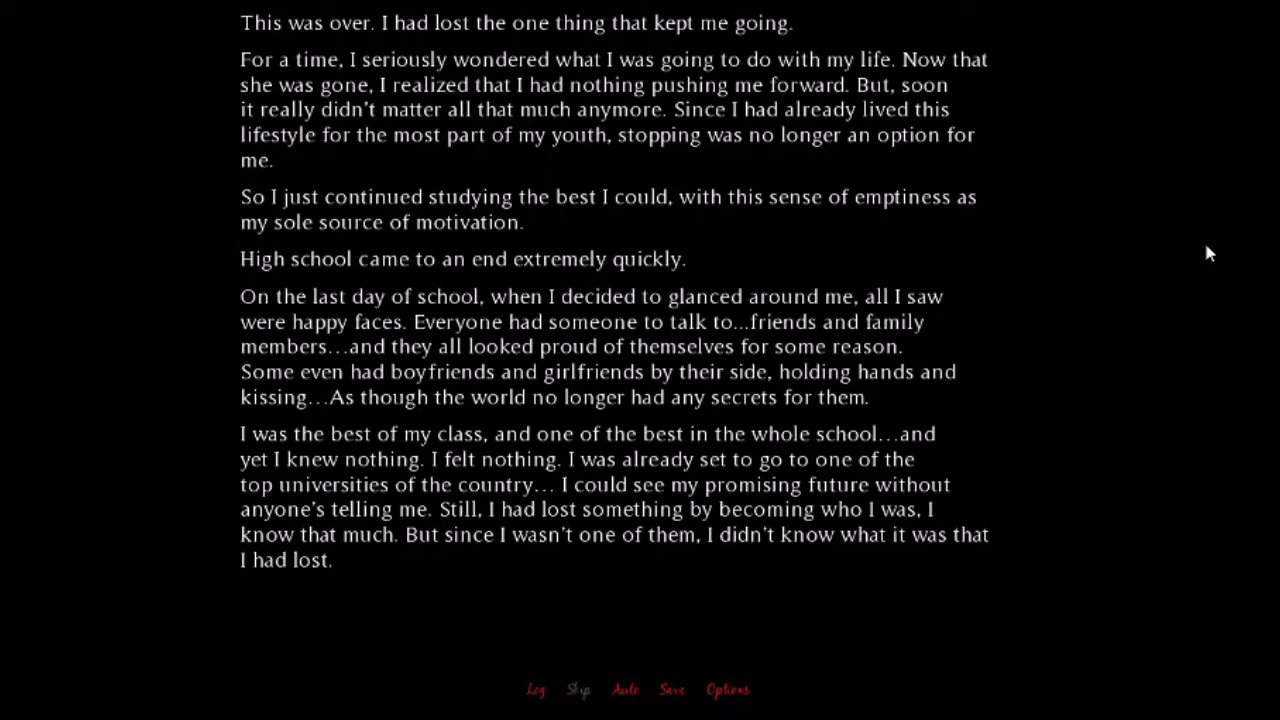 This was over. I had lost the one thing that kept me going.
For a time, I seriously wondered what I was going to do with my life. Now that
she was gone, I realized that I had nothing pushing me forward. But, soon
it really didn't matter all that much anymore. Since I had already lived this
lifestyle for the most part of my youth, stopping was no longer an option for
me.
So I just continued studying the best I could, with this sense of emptiness as
my sole source of motivation.
High school came to an end extremely quickly.
On the last day of school, when I decided to glanced around me, all I saw
were happy faces. Everyone had someone to talk to...friends and family
members...and they all looked proud of themselves for some reason.
Some even had boyfriends and girlfriends by their side, holding hands and
kissing...As though the world no longer had any secrets for them.
I was the best of my class, and one of the best in the whole school...and
yet I knew nothing. I felt nothing. I was already set to go to one of the
top universities of the country... I could see my promising future without
anyone's telling me. Still, I had lost something by becoming who I was, I
know that much. But since I wasn't one of them, I didn't know what it was that
I had lost.
Log Skip Auto Save Options